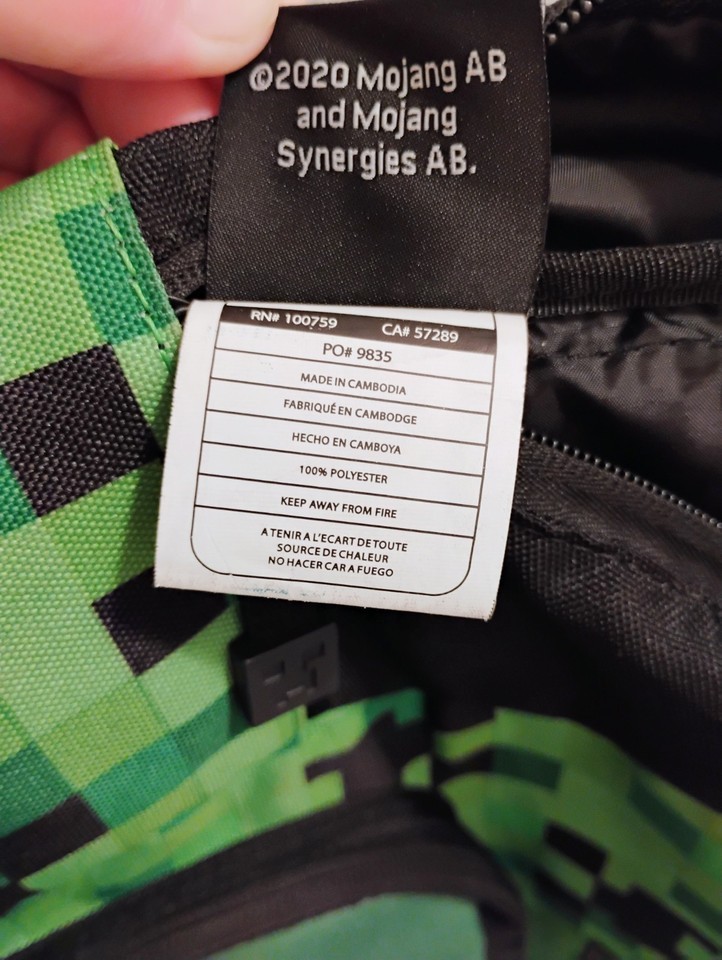 ©2020 Mojang AB
and Mojang
Synergies AB.
RN# 100759 CA# 57289
PO# 9835
MADE IN CAMBODIA
FABRIQUÉ EN CAMBODGE
HECHO EN CAMBOYA
100% POLYESTER
KEEP AWAY FROM FIRE
A TENIR A L'ECART DE TOUTE
SOURCE DE CHALEUR
NO HACER CAR A FUEGO